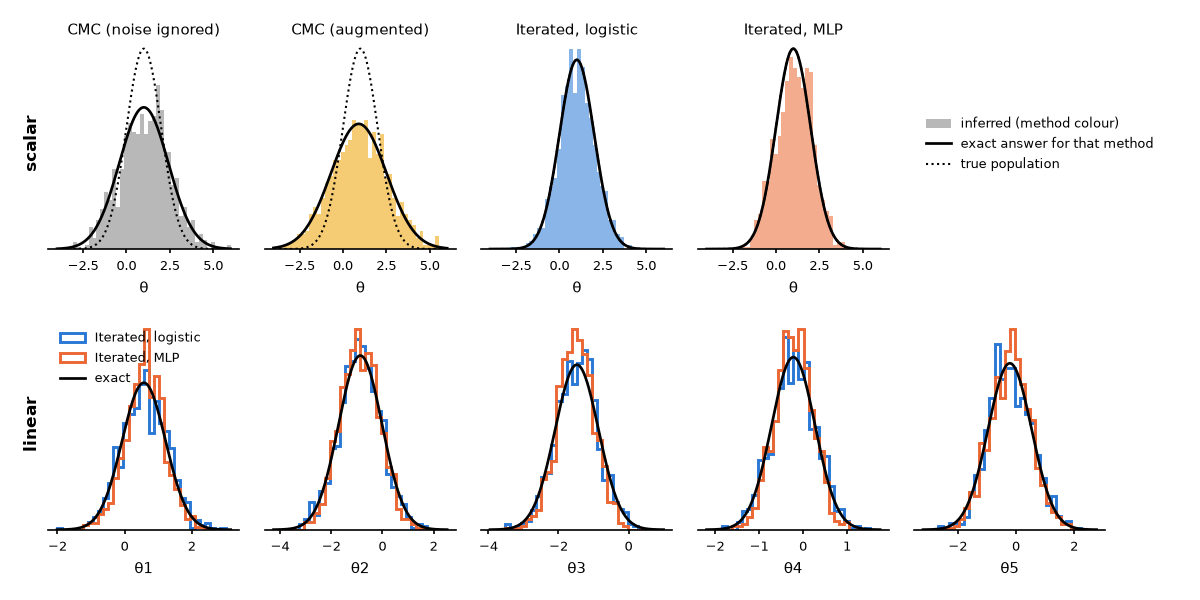 CMC (noise ignored)
CMC (augmented)
Iterated, logistic
Iterated, MLP
scalar
inferred (method colour)
exact answer for that method
true population
−2.5 0.0 2.5 5.0
−2.5 0.0 2.5 5.0
−2.5 0.0 2.5 5.0
−2.5 0.0 2.5 5.0
θ
θ
θ
θ
linear
Iterated, logistic
Iterated, MLP
exact
−2 0 2
−4 −2 0 2
−4 −2 0
−2 −1 0 1
−2 0 2
θ1
θ2
θ3
θ4
θ5